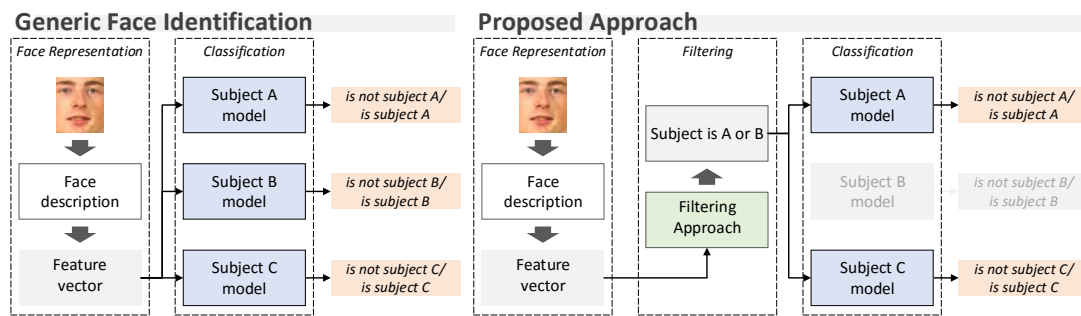 Generic Face Identification
Face Representation
Classification
Face
description
Feature
vector
Subject A
model
is not subject A/
is subject A
Subject B
model
is not subject B/
is subject B
Subject C
model
is not subject C/
is subject C
Proposed Approach
Face Representation
Filtering
Classification
Face
description
Feature
vector
Subject is A or B
Filtering
Approach
Subject A
model
is not subject A/
is subject A
Subject B
model
is not subject B/
is subject B
Subject C
model
is not subject C/
is subject C